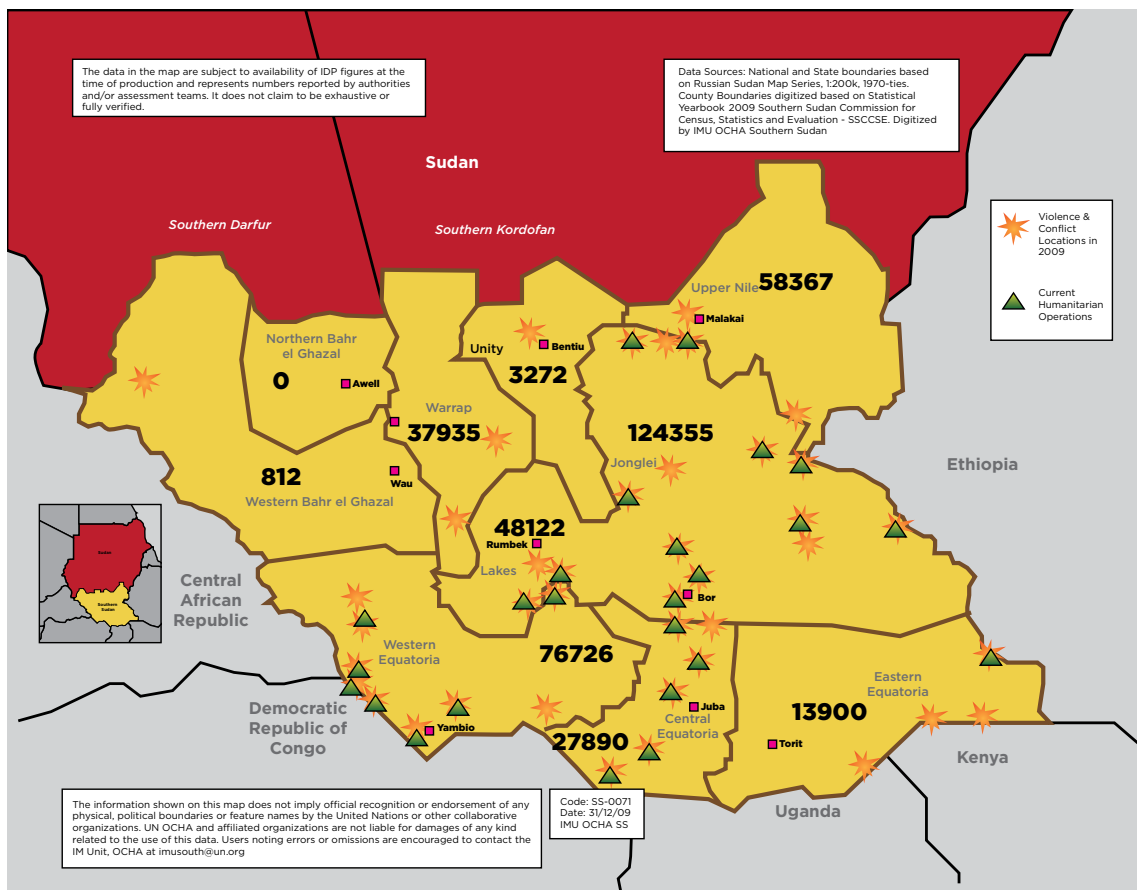 The data in the map are subject to availability of IDP figures at the
time of production and represents numbers reported by authorities
and/or assessment teams. It does not claim to be exhaustive or
fully verified.
Data Sources: National and State boundaries based
on Russian Sudan Map Series, 1:200k, 1970-ties.
County Boundaries digitized based on Statistical
Yearbook 2009 Southern Sudan Commission for
Census, Statistics and Evaluation - SSCCSE. Digitized
by IMU OCHA Southern Sudan
Sudan
Southern Darfur
Southern Kordofan
Violence &
Conflict
Locations in
2009
Current
Humanitarian
Operations
Upper Nile
58367
Malakai
Northern Bahr
el Ghazal
0
Awell
Unity
Bentiu
3272
Warrap
37935
124355
Jonglei
Ethiopia
812
Wau
Western Bahr el Ghazal
48122
Rumbek
Lakes
Bor
Sudan
Southern
Sudan
Central
African
Republic
Western
Equatoria
76726
Eastern
Equatoria
13900
Democratic
Republic of
Congo
Yambio
Juba
Central
Equatoria
27890
Torit
Kenya
Uganda
The information shown on this map does not imply official recognition or endorsement of any
physical, political boundaries or feature names by the United Nations or other collaborative
organizations. UN OCHA and affiliated organizations are not liable for damages of any kind
related to the use of this data. Users noting errors or omissions are encouraged to contact the
IM Unit, OCHA at imusouth@un.org
Code: SS-0071
Date: 31/12/09
IMU OCHA SS